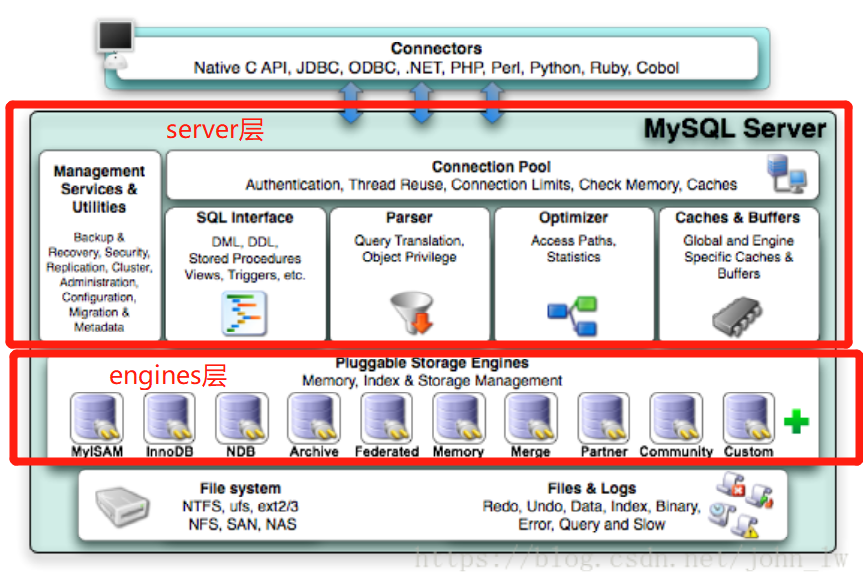 Connectors
Native C API, JDBC, ODBC, .NET, PHP, Perl, Python, Ruby, Cobol
server层
MySQL Server
Management
Services &
Utilities
Backup &
Recovery, Security,
Replication, Cluster,
Administration,
Configuration,
Migration &
Metadata
Connection Pool
Authentication, Thread Reuse, Connection Limits, Check Memory, Caches
SQL Interface
DML, DDL,
Stored Procedures
Views, Triggers, etc.
Parser
Query Translation,
Object Privilege
Optimizer
Access Paths,
Statistics
Caches & Buffers
Global and Engine
Specific Caches &
Buffers
engines层
Pluggable Storage Engines
Memory, Index & Storage Management
MyISAM
InnoDB
NDB
Archive
Federated
Memory
Merge
Partner
Community
Custom
File system
NTFS, ufs, ext2/3
NFS, SAN, NAS
Files & Logs
Redo, Undo, Data, Index, Binary,
Error, Query and Slow
https://blog.csdn.net/john_lw